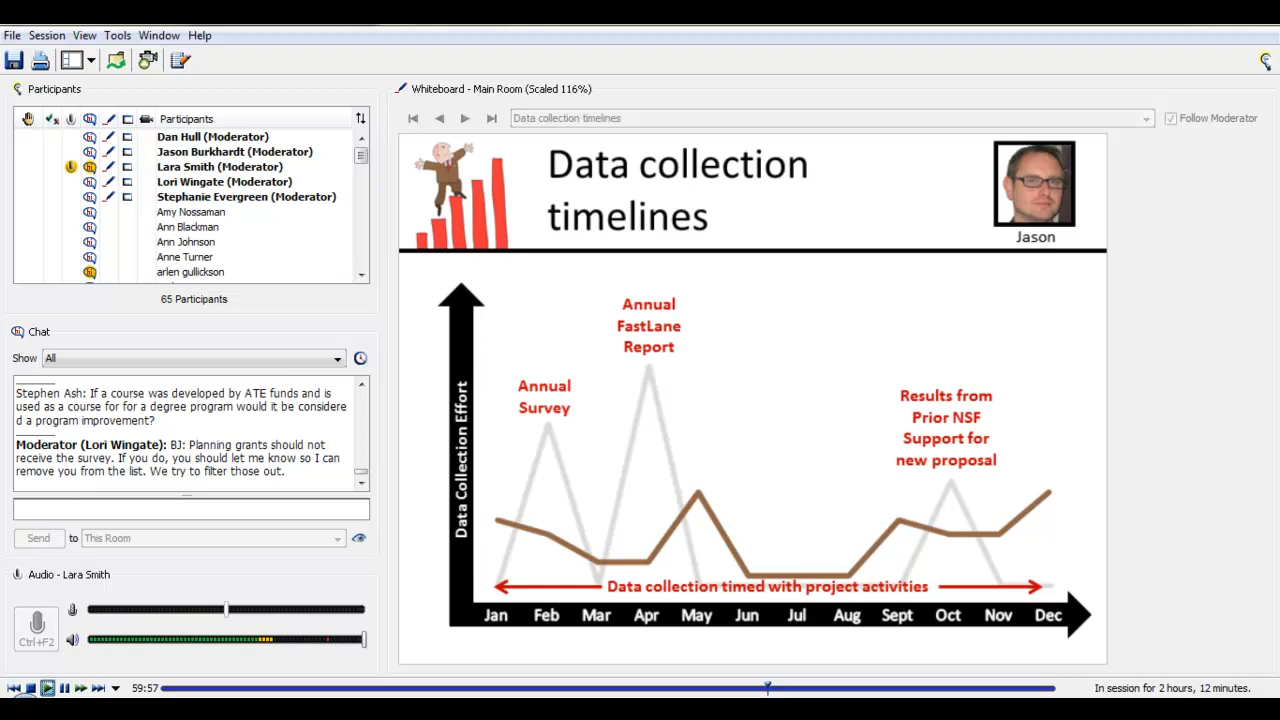 File Session View Tools Window Help
Participants
Participants
Dan Hull (Moderator)
Jason Burkhardt (Moderator)
Lara Smith (Moderator)
Lori Wingate (Moderator)
Stephanie Evergreen (Moderator)
Amy Nossaman
Ann Blackman
Ann Johnson
Anne Turner
arlen gullickson
65 Participants
Chat
Show All
Stephen Ash: If a course was developed by ATE funds and is
used as a course for for a degree program would it be considere
d a program improvement?
Moderator (Lori Wingate): BJ: Planning grants should not
receive the survey. If you do, you should let me know so I can
remove you from the list. We try to filter those out.
Send to This Room
Audio - Lara Smith
Ctrl+F2
Whiteboard - Main Room (Scaled 116%)
Data collection timelines
Follow Moderator
Data collection
timelines
Jason
Data Collection Effort
Annual
Survey
Annual
FastLane
Report
Results from
Prior NSF
Support for
new proposal
Data collection timed with project activities
Jan Feb Mar Apr May Jun Jul Aug Sept Oct Nov Dec
59:57
In session for 2 hours, 12 minutes.